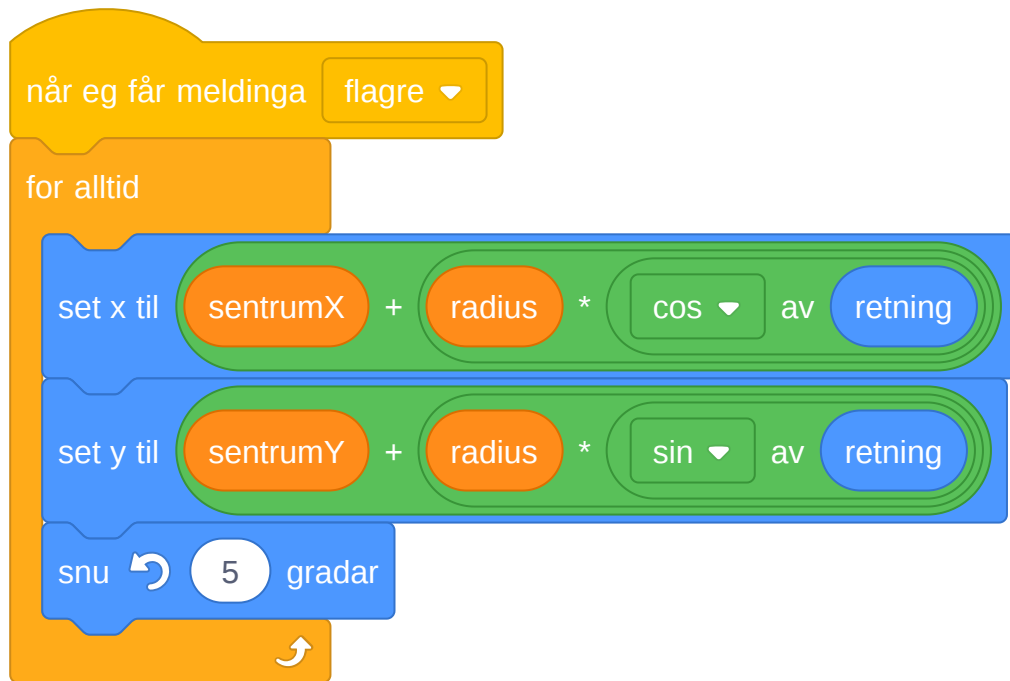 når eg får meldinga flagre
for alltid
set x til sentrumX + radius * cos av retning
set y til sentrumY + radius * sin av retning
snu 5 gradar